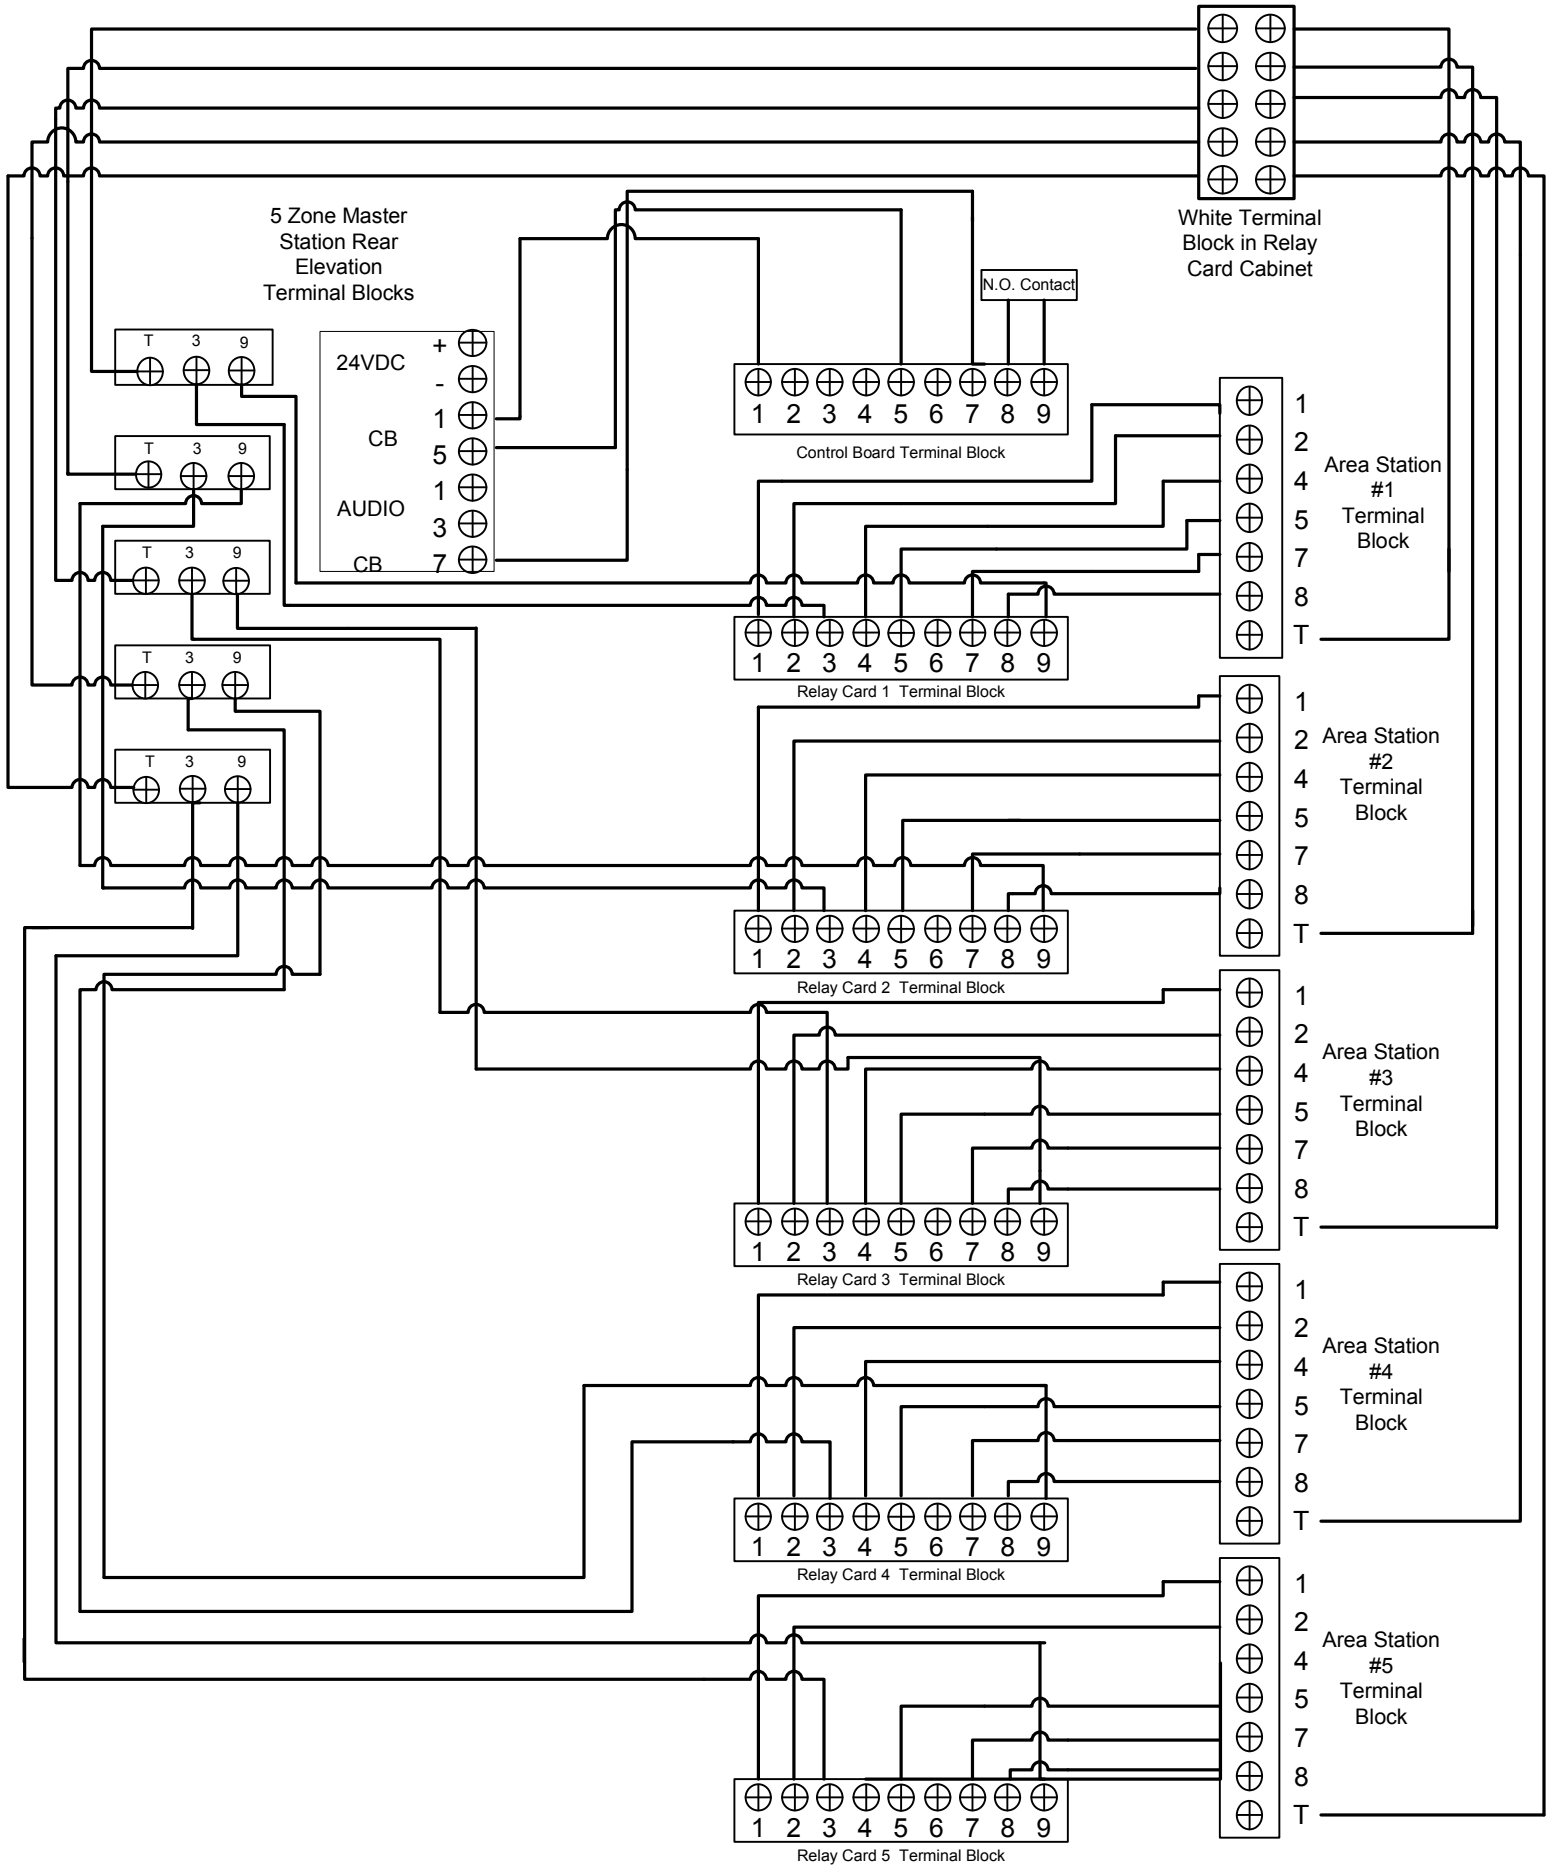 5 Zone Master
Station Rear
Elevation
Terminal Blocks
White Terminal
Block in Relay
Card Cabinet
N.O. Contact
T 3 9
T 3 9
T 3 9
T 3 9
T 3 9
24VDC
CB
AUDIO
CB
+
-
1
5
1
3
7
1 2 3 4 5 6 7 8 9
Control Board Terminal Block
1
2
4
5
7
8
T
Area Station
#1
Terminal
Block
1 2 3 4 5 6 7 8 9
Relay Card 1 Terminal Block
1
2
4
5
7
8
T
Area Station
#2
Terminal
Block
1 2 3 4 5 6 7 8 9
Relay Card 2 Terminal Block
1
2
4
5
7
8
T
Area Station
#3
Terminal
Block
1 2 3 4 5 6 7 8 9
Relay Card 3 Terminal Block
1
2
4
5
7
8
T
Area Station
#4
Terminal
Block
1 2 3 4 5 6 7 8 9
Relay Card 4 Terminal Block
1
2
4
5
7
8
T
Area Station
#5
Terminal
Block
1 2 3 4 5 6 7 8 9
Relay Card 5 Terminal Block